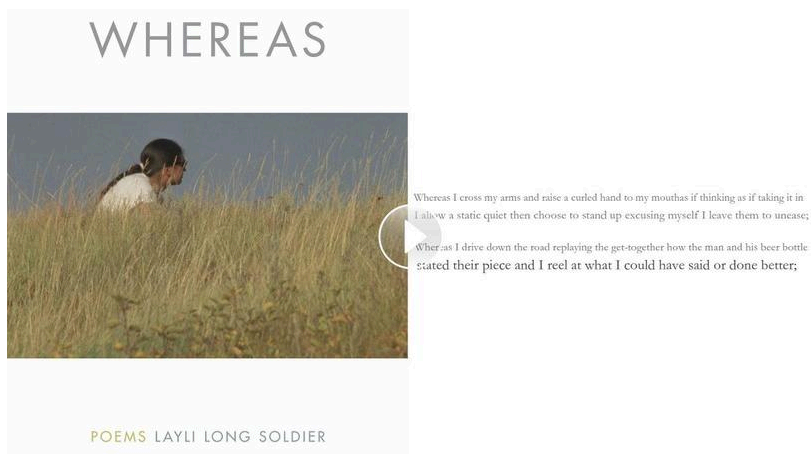 WHEREAS
POEMS LAYLI LONG SOLDIER
Whereas I cross my arms and raise a curled hand to my mouthas if thinking as if taking it in
I allow a static quiet then choose to stand up excusing myself I leave them to unease;
Whereas I drive down the road replaying the get-together how the man and his beer bottle
stated their piece and I reel at what I could have said or done better;